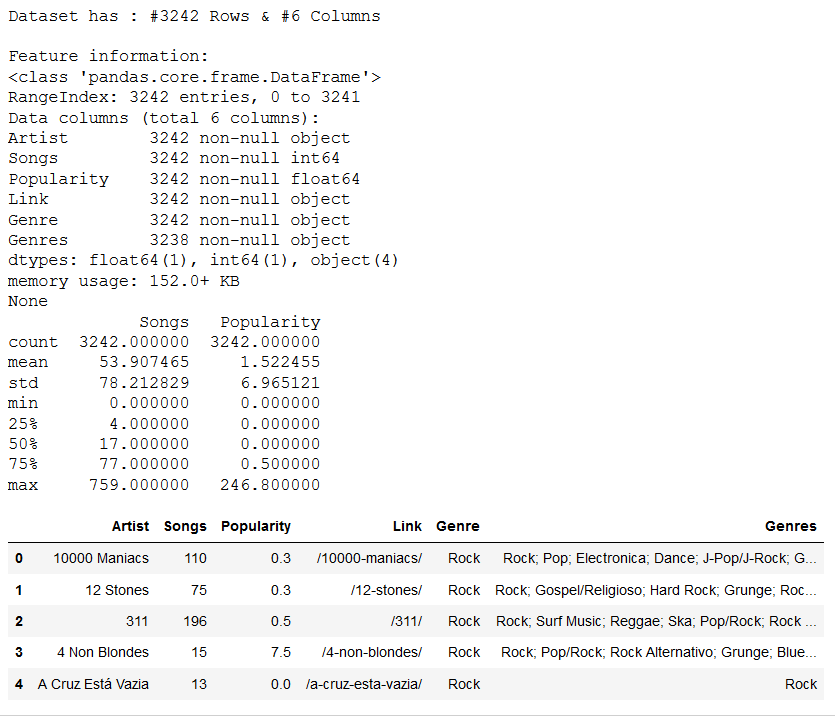 Dataset has : #3242 Rows & #6 Columns
Feature information:
<class 'pandas.core.frame.DataFrame'>
RangeIndex: 3242 entries, 0 to 3241
Data columns (total 6 columns):
Artist 3242 non-null object
Songs 3242 non-null int64
Popularity 3242 non-null float64
Link 3242 non-null object
Genre 3242 non-null object
Genres 3238 non-null object
dtypes: float64(1), int64(1), object(4)
memory usage: 152.0+ KB
None
Songs Popularity
count 3242.000000 3242.000000
mean 53.907465 1.522455
std 78.212829 6.965121
min 0.000000 0.000000
25% 4.000000 0.000000
50% 17.000000 0.000000
75% 77.000000 0.500000
max 759.000000 246.800000
Artist Songs Popularity Link Genre Genres
0 10000 Maniacs 110 0.3 /10000-maniacs/ Rock Rock; Pop; Electronica; Dance; J-Pop/J-Rock; G...
1 12 Stones 75 0.3 /12-stones/ Rock Rock; Gospel/Religioso; Hard Rock; Grunge; Roc...
2 311 196 0.5 /311/ Rock Rock; Surf Music; Reggae; Ska; Pop/Rock; Rock ...
3 4 Non Blondes 15 7.5 /4-non-blondes/ Rock Rock; Pop/Rock; Rock Alternativo; Grunge; Blue...
4 A Cruz Está Vazia 13 0.0 /a-cruz-esta-vazia/ Rock Rock